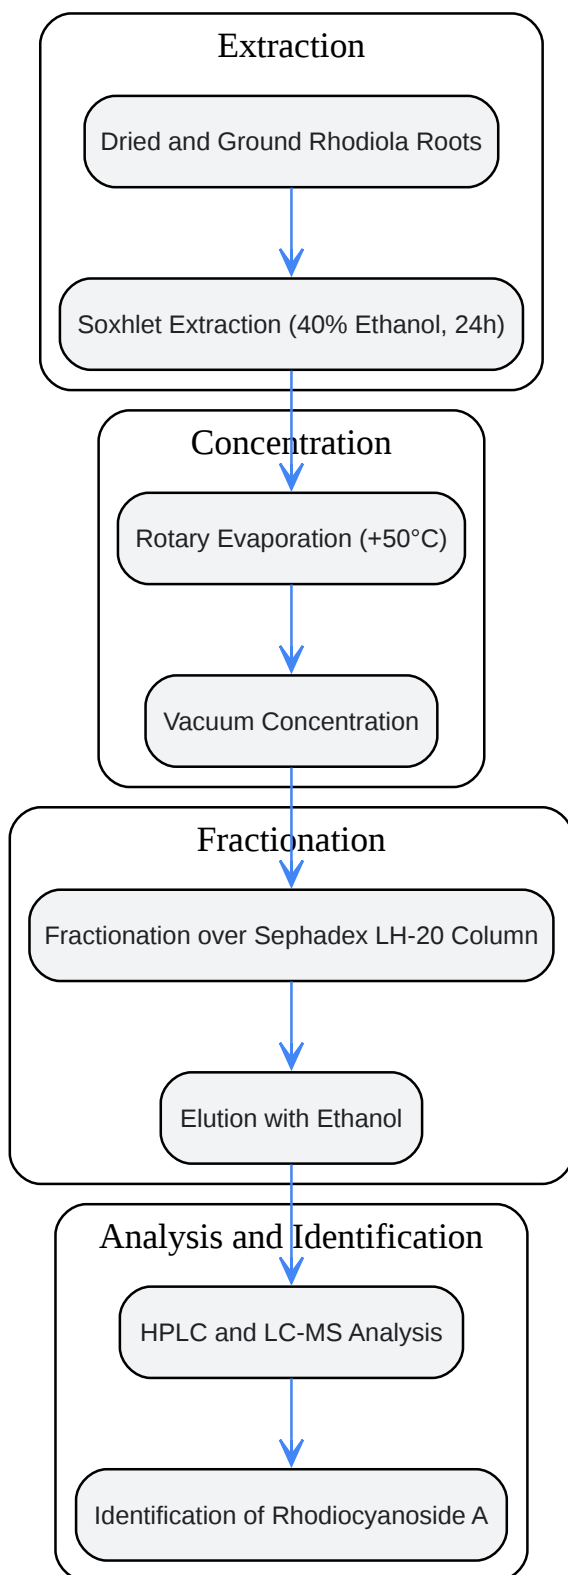 Extraction
Dried and Ground Rhodiola Roots
Soxhlet Extraction (40% Ethanol, 24h)
Concentration
Rotary Evaporation (+50°C)
Vacuum Concentration
Fractionation
Fractionation over Sephadex LH-20 Column
Elution with Ethanol
Analysis and Identification
HPLC and LC-MS Analysis
Identification of Rhodiocyanoside A